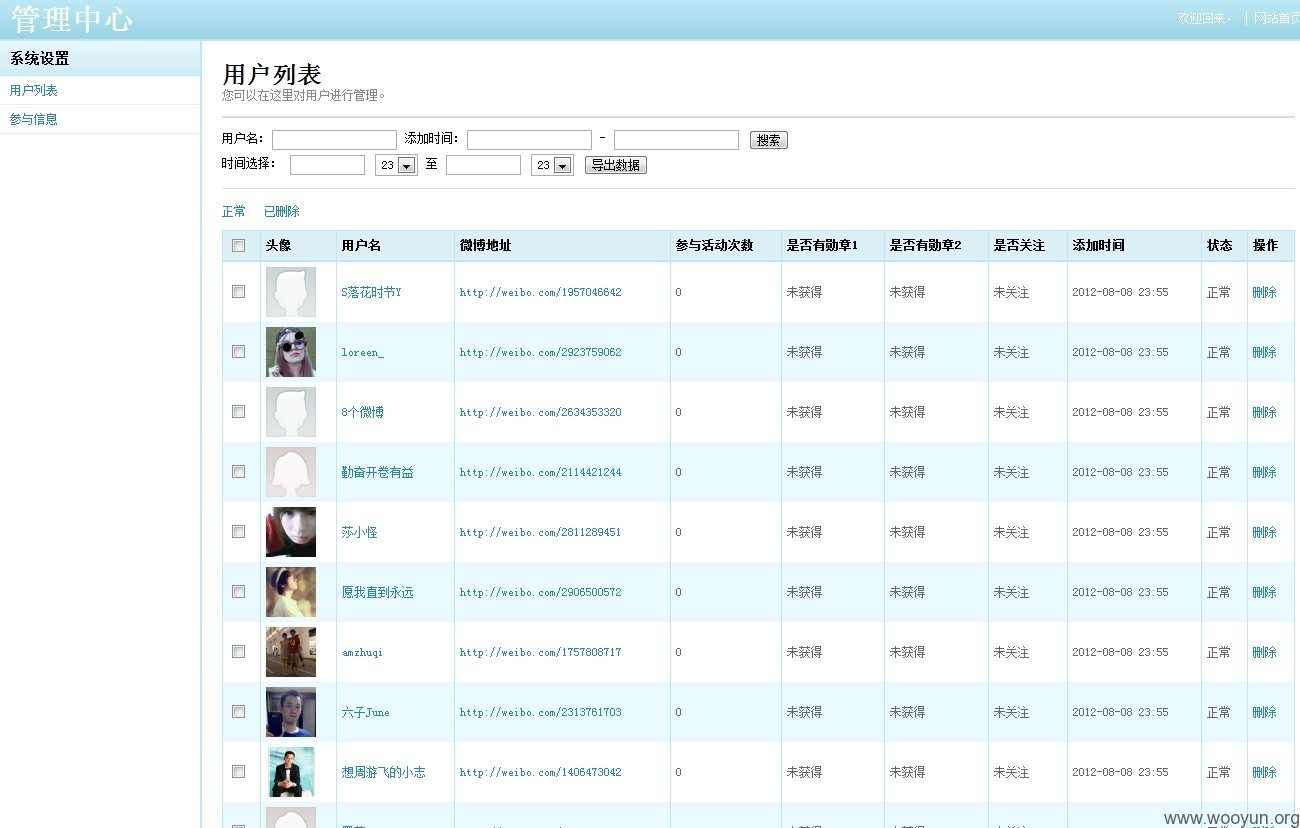 管理中心
欢迎回来, | 网站首页
系统设置
用户列表
参与信息
用户列表
您可以在这里对用户进行管理。
用户名: 添加时间: - 搜索
时间选择: 23 至 23 导出数据
正常 已删除
头像 用户名 微博地址 参与活动次数 是否有勋章1 是否有勋章2 是否关注 添加时间 状态 操作
S落花时节Y http://weibo.com/1957046642 0 未获得 未获得 未关注 2012-08-08 23:55 正常 删除
loreen_ http://weibo.com/2923759062 0 未获得 未获得 未关注 2012-08-08 23:55 正常 删除
8个微博 http://weibo.com/2634353320 0 未获得 未获得 未关注 2012-08-08 23:55 正常 删除
勤奋开卷有益 http://weibo.com/2114421244 0 未获得 未获得 未关注 2012-08-08 23:55 正常 删除
莎小怪 http://weibo.com/2811289451 0 未获得 未获得 未关注 2012-08-08 23:55 正常 删除
愿我直到永远 http://weibo.com/2906500572 0 未获得 未获得 未关注 2012-08-08 23:55 正常 删除
amzhuqi http://weibo.com/1757808717 0 未获得 未获得 未关注 2012-08-08 23:55 正常 删除
六子June http://weibo.com/2313761703 0 未获得 未获得 未关注 2012-08-08 23:55 正常 删除
想周游飞的小志 http://weibo.com/1406473042 0 未获得 未获得 未关注 2012-08-08 23:55 正常 删除
www.wooyun.org